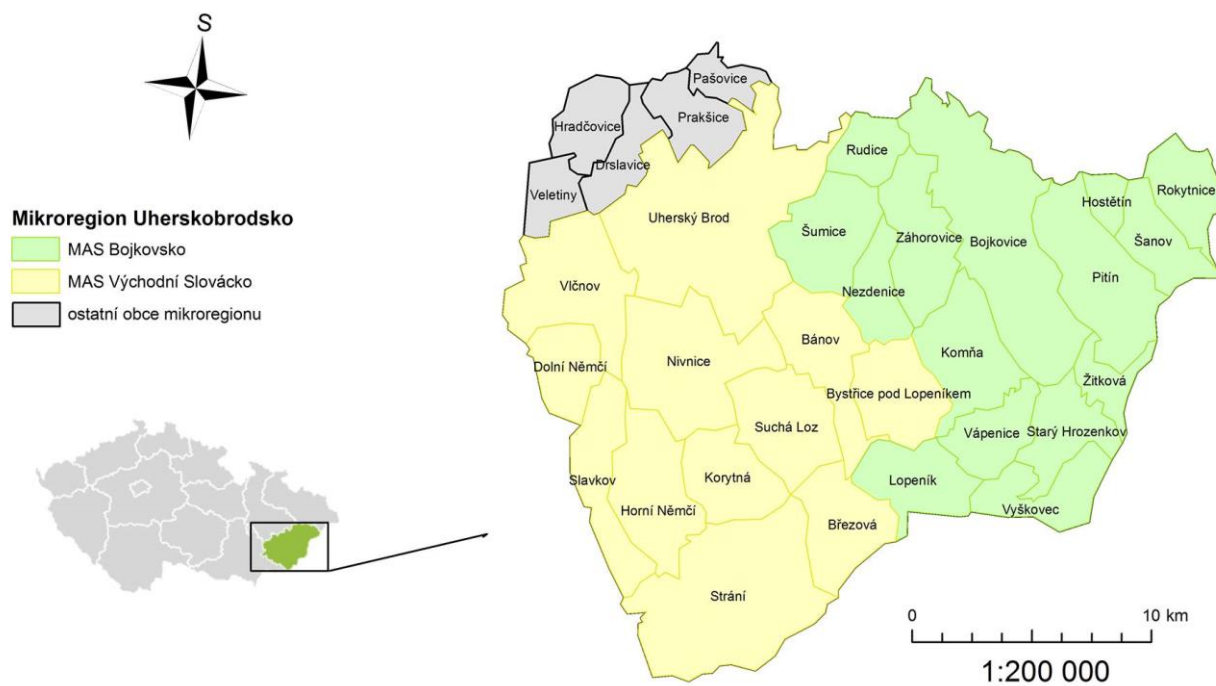 S
Mikroregion Uherskobrodsko
MAS Bojkovsko
MAS Východní Slovácko
ostatní obce mikroregionu
Pašovice
Prakšice
Hradčovice
Drslavice
Veletiny
Rudice
Rokytnice
Hostětín
Uherský Brod
Šumice
Záhorovice
Bojkovice
Šanov
Pitín
Vlčnov
Nezdenice
Bánov
Komňa
Dolní Němčí
Nivnice
Žitková
Bystřice pod Lopeníkem
Suchá Loz
Vápenice
Starý Hrozenkov
Slavkov
Korytná
Lopeník
Horní Němčí
Březová
Vyškovec
Strání
0
10 km
1:200 000